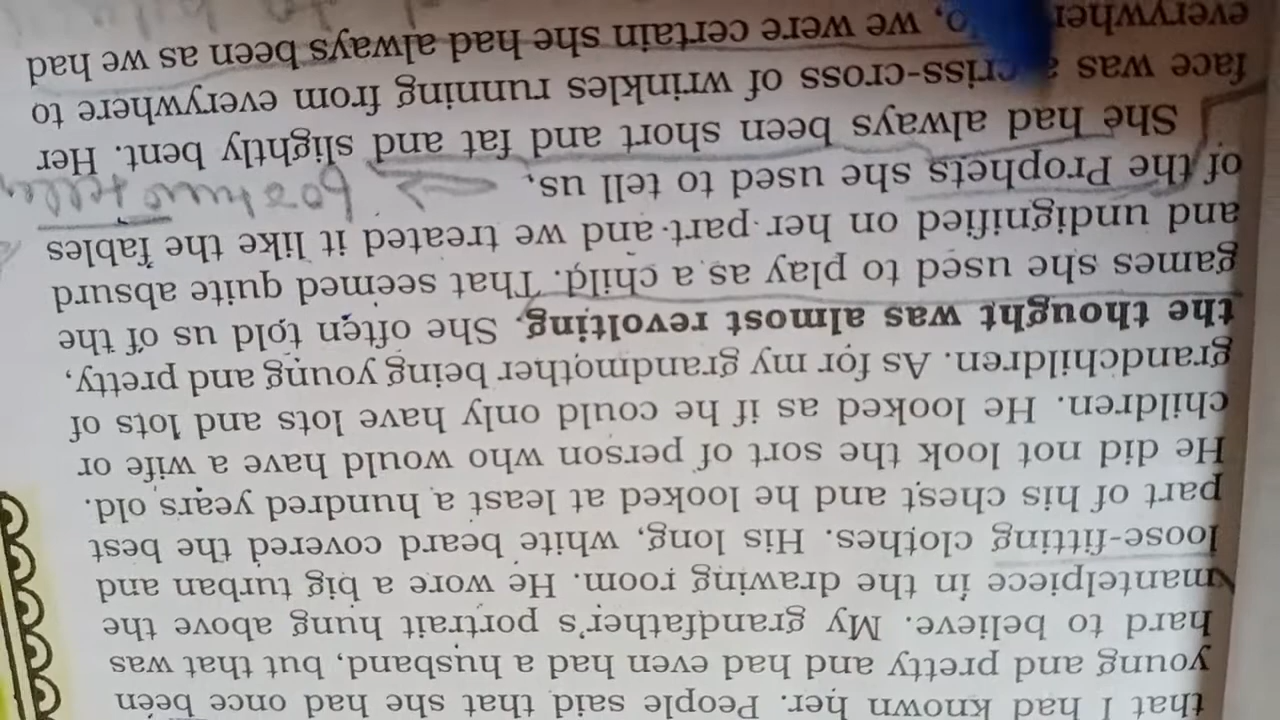 that I had known her. People said that she had once been
young and pretty and had even had a husband, but that was
hard to believe. My grandfather's portrait hung above the
mantelpiece in the drawing room. He wore a big turban and
loose-fitting clothes. His long, white beard covered the best
part of his chest and he looked at least a hundred years old.
He did not look the sort of person who would have a wife or
children. He looked as if he could only have lots and lots of
grandchildren. As for my grandmother being young and pretty,
the thought was almost revolting. She often told us of the
games she used to play as a child. That seemed quite absurd
and undignified on her part and we treated it like the fables
of the Prophets she used to tell us.
She had always been short and fat and slightly bent. Her
face was a criss-cross of wrinkles running from everywhere to
we were certain she had always been as we had